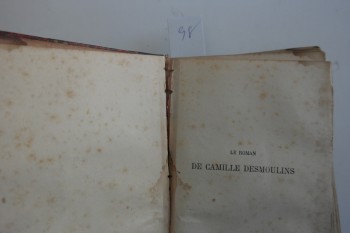 98
LE ROMAN
DE CAMILLE DESMOULINS